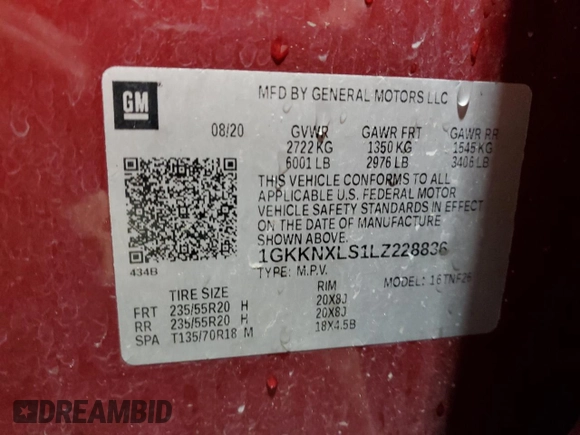 GM
MFD BY GENERAL MOTORS LLC
08/20 GVWR GAWR FRT GAWR RR
2722 KG 1350 KG 1545 KG
6001 LB 2976 LB 3406 LB
THIS VEHICLE CONFORMS TO ALL
APPLICABLE U.S. FEDERAL MOTOR
VEHICLE SAFETY STANDARDS IN EFFECT
ON THE DATE OF MANUFACTURE
SHOWN ABOVE.
434B
1GKKNXLS1LZ228836
TYPE: M.P.V. MODEL: 16TNF26
TIRE SIZE RIM
FRT 235/55R20 H 20X8J
RR 235/55R20 H 20X8J
SPA T135/70R18 M 18X4.5B
DREAMBID